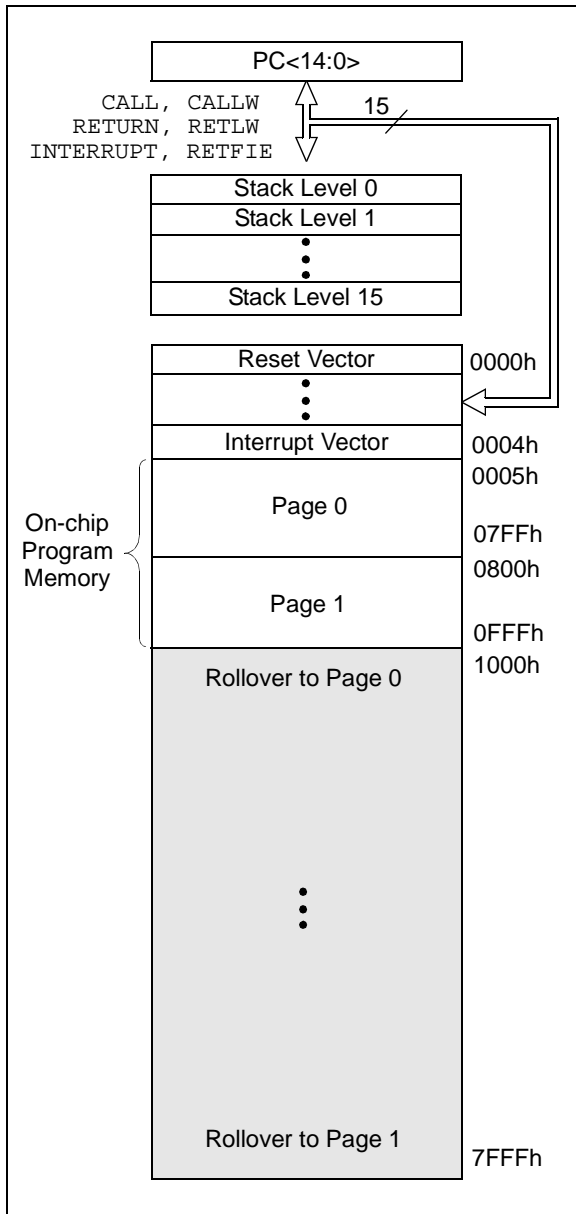 PC<14:0>
CALL, CALLW
RETURN, RETLW
INTERRUPT, RETFIE
15
Stack Level 0
Stack Level 1
Stack Level 15
Reset Vector
0000h
Interrupt Vector
0004h
0005h
On-chip
Program
Memory
Page 0
07FFh
0800h
Page 1
0FFFh
1000h
Rollover to Page 0
Rollover to Page 1
7FFFh